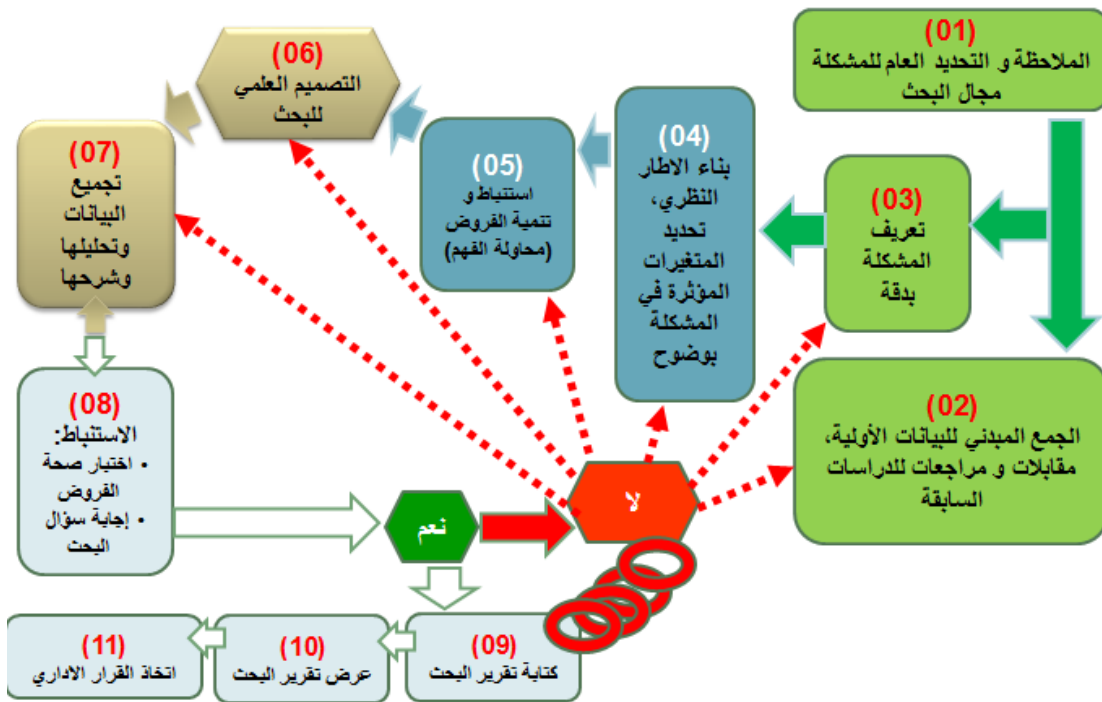 (01)
الملاحظة و التحديد العام للمشكلة
مجال البحث
(02)
الجمع المبدئي للبيانات الأولية،
مقابلات و مراجعات للدراسات
السابقة
(03)
تعريف
المشكلة
بدقة
(04)
بناء الاطار
النظري،
تحديد
المتغيرات
المؤثرة في
المشكلة
بوضوح
(05)
استنباط و
تنمية الفروض
(محاولة الفهم)
(06)
التصميم العلمي
للبحث
(07)
تجميع
البيانات
وتحليلها
وشرحها
(08)
الاستنباط:
• اختبار صحة
الفروض
• إجابة سؤال
البحث
نعم
لا
(09)
كتابة تقرير البحث
(10)
عرض تقرير البحث
(11)
اتخاذ القرار الاداري